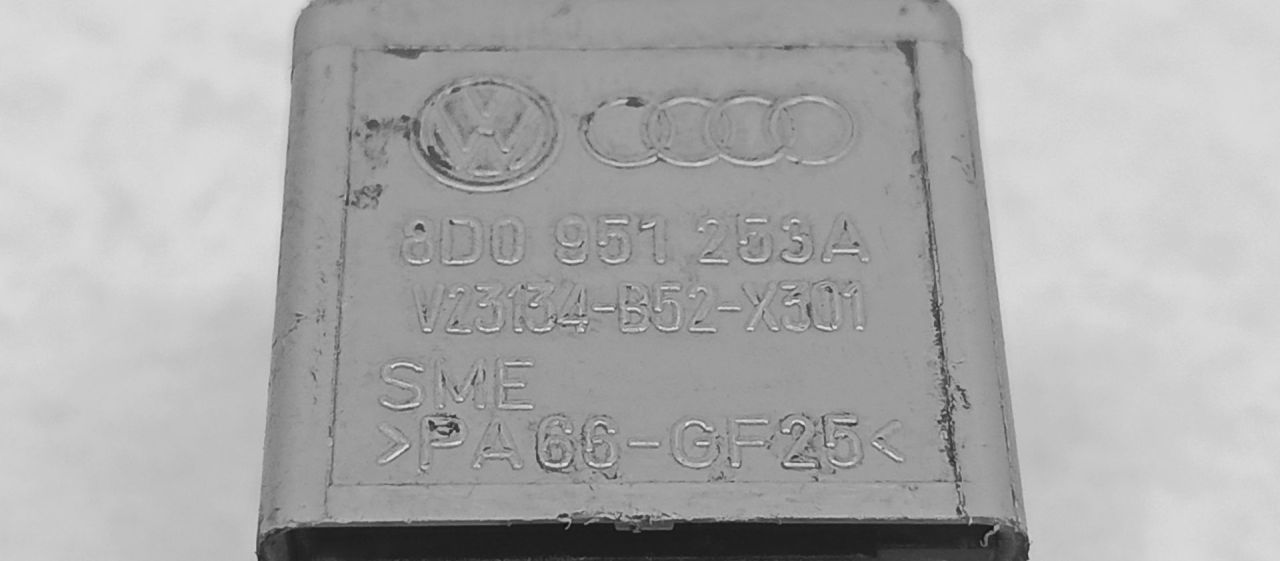 8D0 951 253A
V23134-B52-X301
SME
>PA66-GF25<